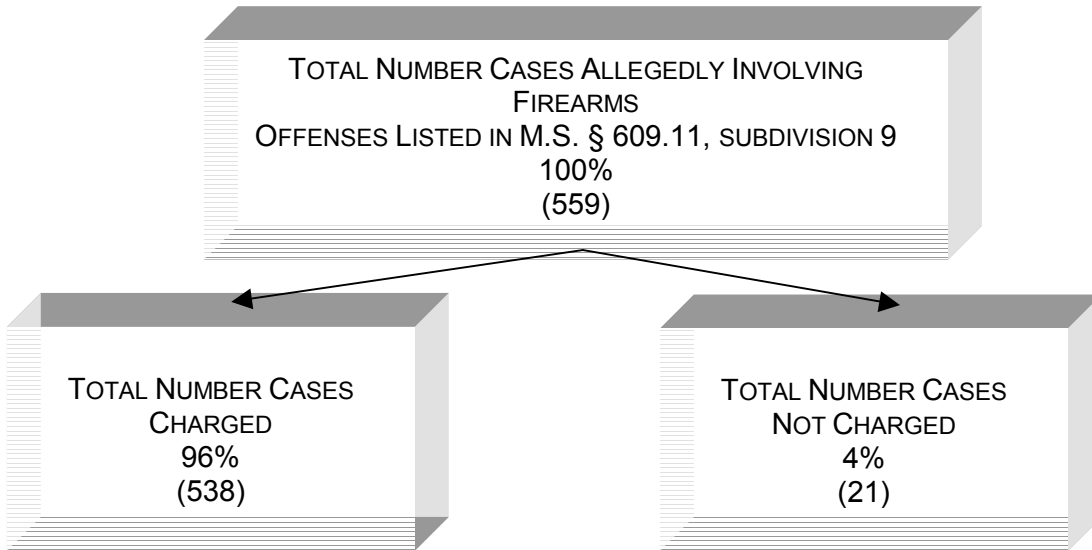 TOTAL NUMBER CASES ALLEGEDLY INVOLVING
FIREARMS
OFFENSES LISTED IN M.S. § 609.11, SUBDIVISION 9
100%
(559)
TOTAL NUMBER CASES
CHARGED
96%
(538)
TOTAL NUMBER CASES
NOT CHARGED
4%
(21)